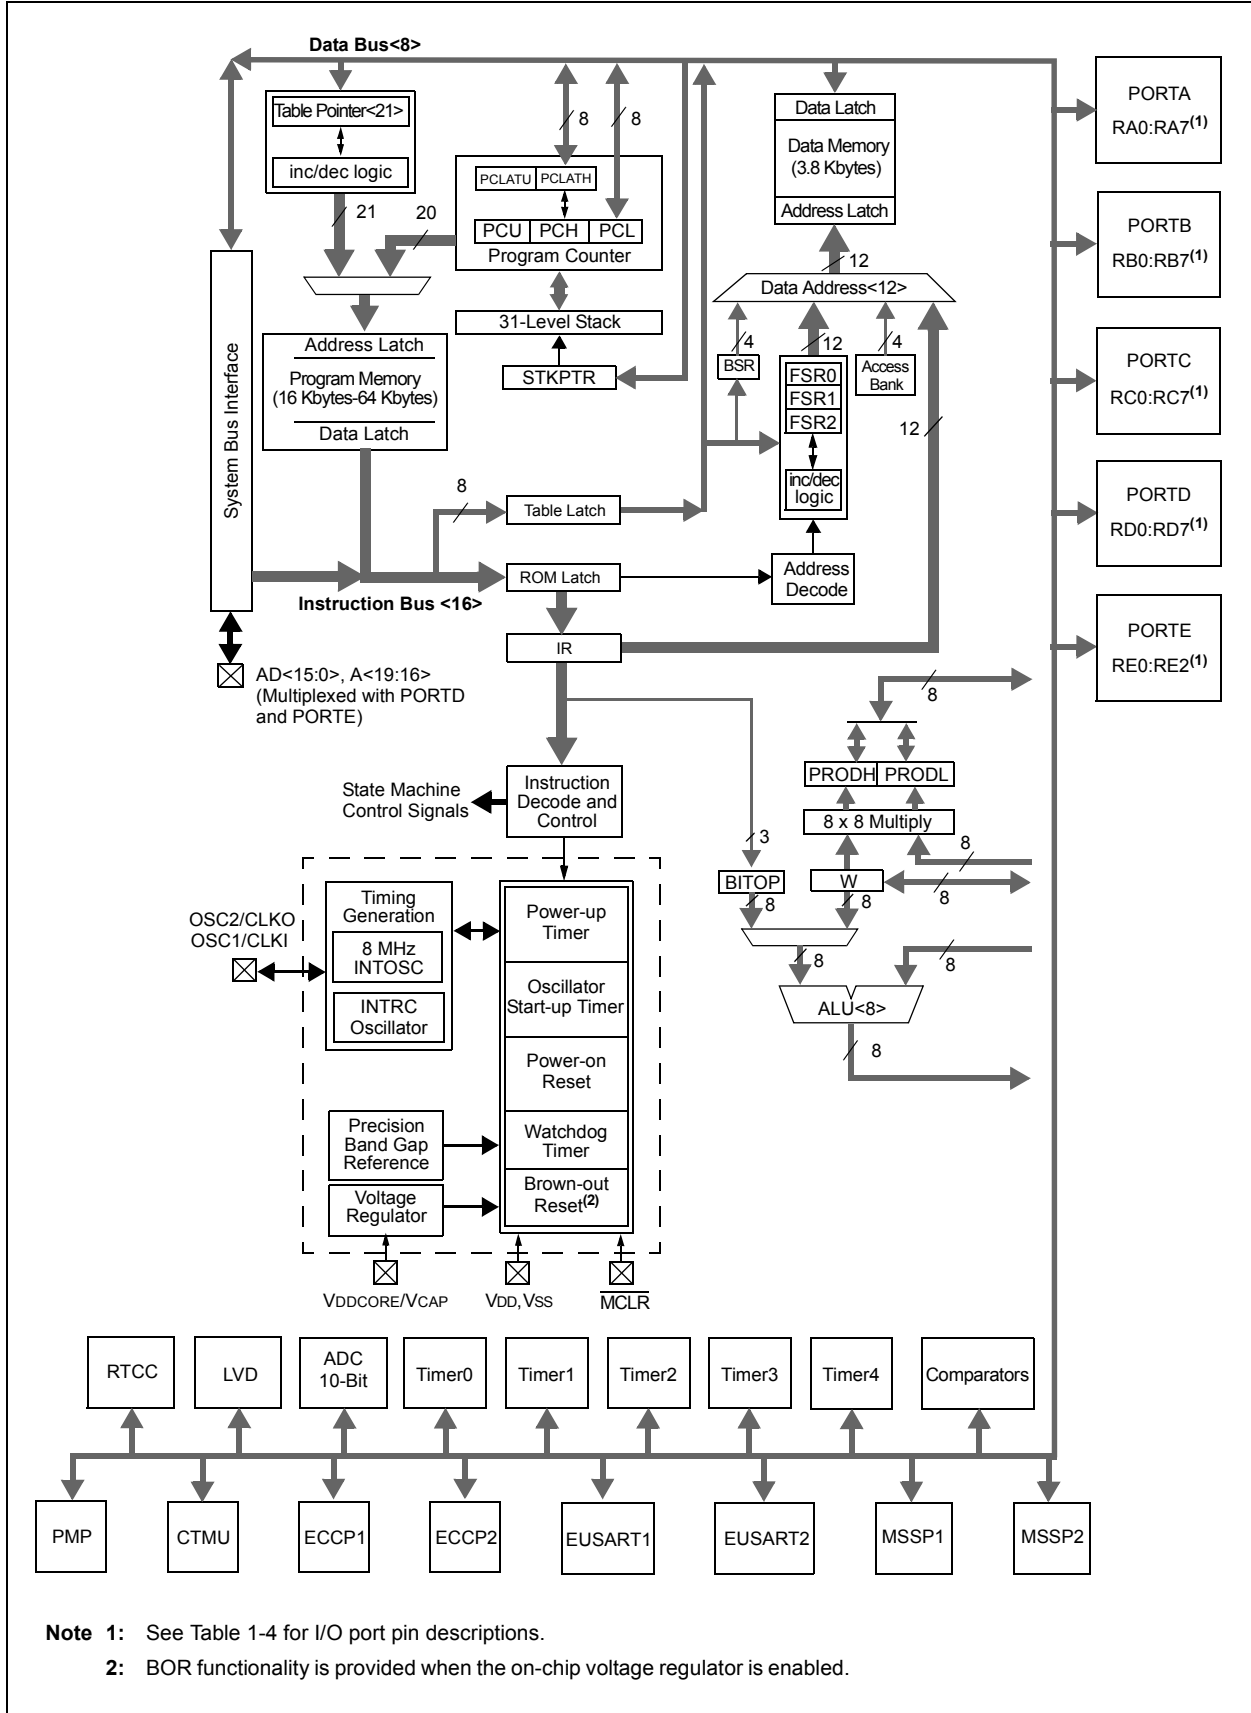 Data Bus<8>
Table Pointer<21>
inc/dec logic
21
20
8
8
PCLATU PCLATH
PCU PCH PCL
Program Counter
31-Level Stack
STKPTR
Data Latch
Data Memory
(3.8 Kbytes)
Address Latch
12
Data Address<12>
4
12
4
BSR
FSR0
FSR1
FSR2
inc/dec
logic
Access
Bank
12
PORTA
RA0:RA7(1)
PORTB
RB0:RB7(1)
PORTC
RC0:RC7(1)
PORTD
RD0:RD7(1)
PORTE
RE0:RE2(1)
System Bus Interface
Address Latch
Program Memory
(16 Kbytes-64 Kbytes)
Data Latch
8
Table Latch
ROM Latch
Instruction Bus <16>
Address
Decode
IR
AD<15:0>, A<19:16>
(Multiplexed with PORTD
and PORTE)
8
PRODH PRODL
8 x 8 Multiply
8
State Machine
Control Signals
Instruction
Decode and
Control
3
BITOP
W
8
8
8
8
8
ALU<8>
8
OSC2/CLKO
OSC1/CLKI
Timing
Generation
8 MHz
INTOSC
INTRC
Oscillator
Power-up
Timer
Oscillator
Start-up Timer
Power-on
Reset
Watchdog
Timer
Brown-out
Reset(2)
Precision
Band Gap
Reference
Voltage
Regulator
VDDCORE/VCAP
VDD, VSS
MCLR
RTCC
LVD
ADC
10-Bit
Timer0
Timer1
Timer2
Timer3
Timer4
Comparators
PMP
CTMU
ECCP1
ECCP2
EUSART1
EUSART2
MSSP1
MSSP2
Note 1: See Table 1-4 for I/O port pin descriptions.
2: BOR functionality is provided when the on-chip voltage regulator is enabled.